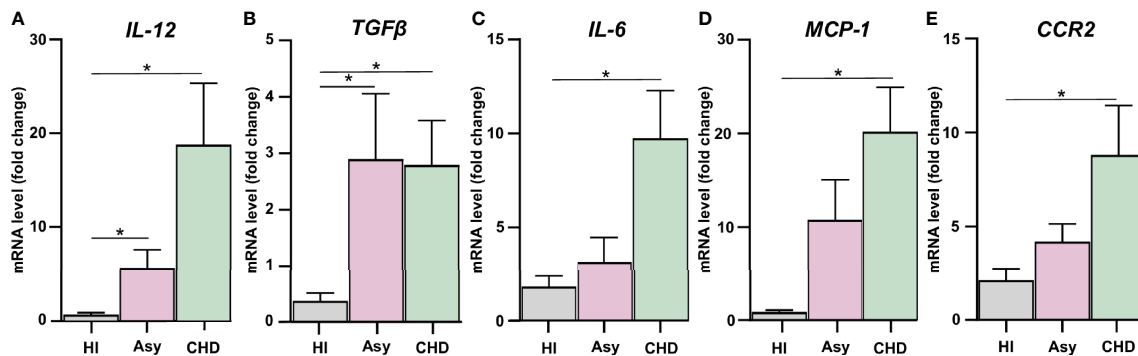 A
IL-12
mRNA level (fold change)
30
20
10
0
*
*
HI Asy CHD
B
TGFβ
mRNA level (fold change)
5
4
3
2
1
0
*
*
HI Asy CHD
C
IL-6
mRNA level (fold change)
15
10
5
0
*
HI Asy CHD
D
MCP-1
mRNA level (fold change)
30
20
10
0
*
HI Asy CHD
E
CCR2
mRNA level (fold change)
15
10
5
0
*
HI Asy CHD